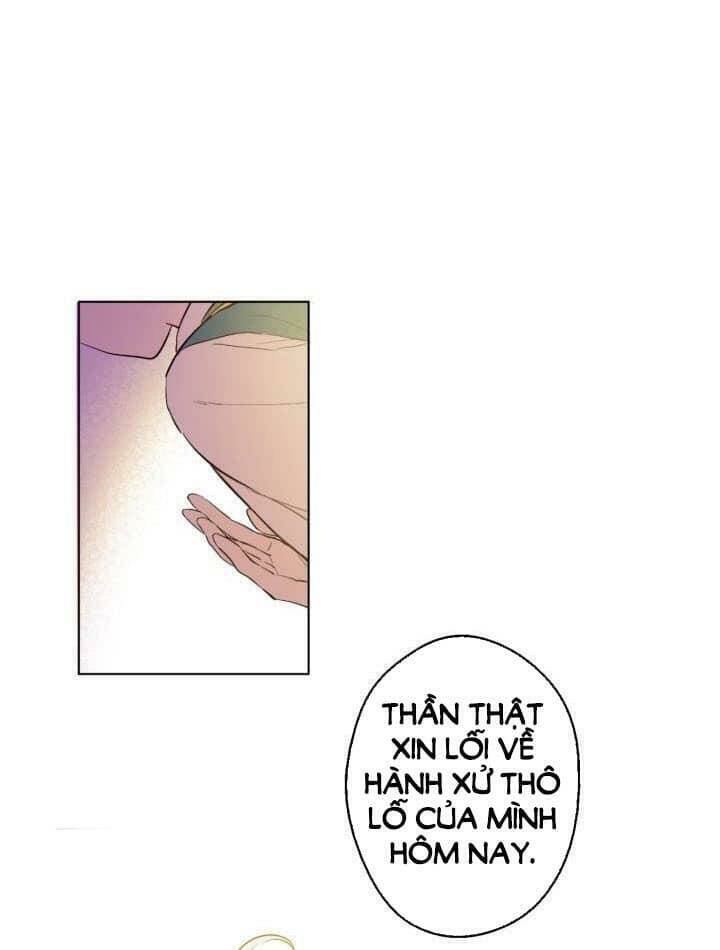 THẦN THẬT
XIN LỖI VỀ
HÀNH XỬ THÔ
LỖ CỦA MÌNH
HÔM NAY.